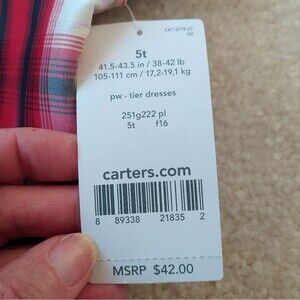 5t
41.5-43.5 in / 38-42 lb
105-111 cm / 17,2-19,1 kg
pw - tier dresses
251g222 pl
5t f16
carters.com
8 89338 21835 2
MSRP $42.00